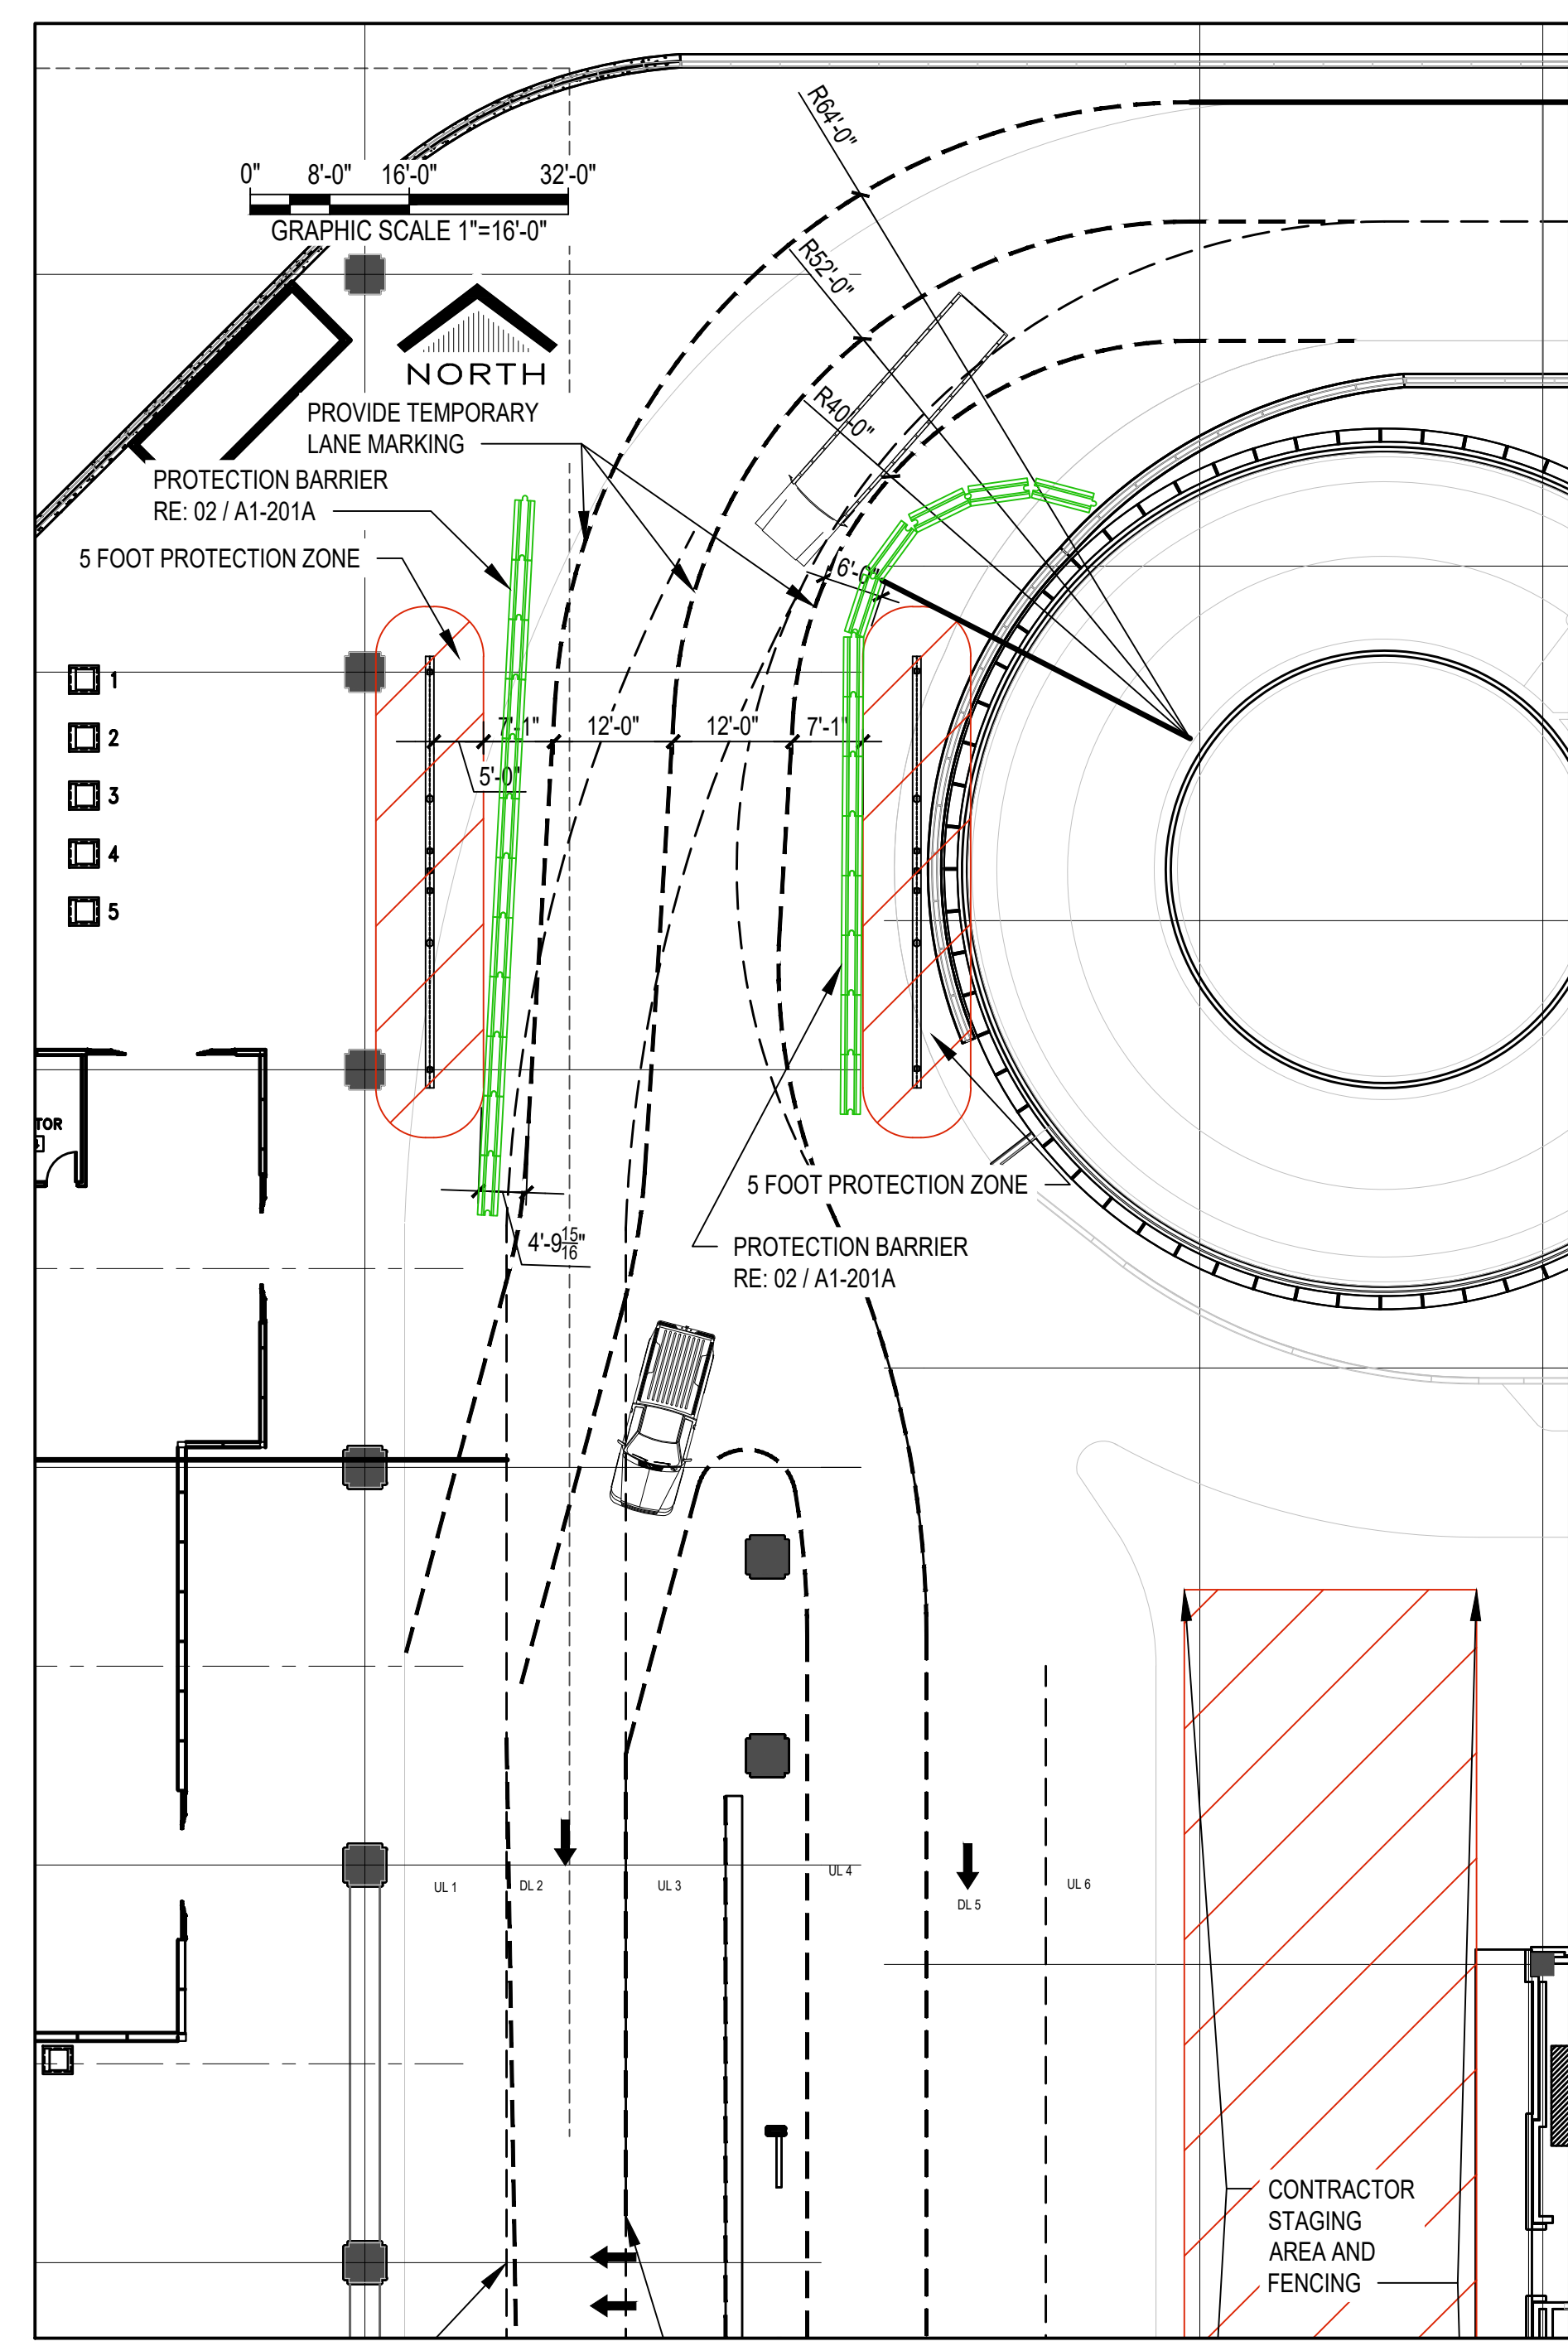 R64'-0"
0" 8'-0" 16'-0" 32'-0"
GRAPHIC SCALE 1"=16'-0"
R52'-0"
NORTH
PROVIDE TEMPORARY
LANE MARKING
R40'-0"
PROTECTION BARRIER
RE: 02 / A1-201A
5 FOOT PROTECTION ZONE
6'-0"
1
2
3
4
5
7'-1" 12'-0" 12'-0" 7'-1"
5'-0"
TOR
5 FOOT PROTECTION ZONE
4'-9 15/16"
PROTECTION BARRIER
RE: 02 / A1-201A
UL 1 DL 2 UL 3 UL 4 DL 5 UL 6
CONTRACTOR
STAGING
AREA AND
FENCING